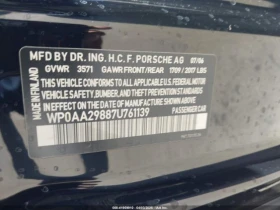 MFD BY DR. ING. H.C.F. PORSCHE AG 07/06
MADE IN FINLAND
GVWR 3571 GAWR FRONT/REAR 1709/2017 LBS
THIS VEHICLE CONFORMS TO ALL APPLICABLE FEDERAL
MOTOR VEHICLE SAFETY, BUMPER, AND THEFT PREVENTION
STANDARDS IN EFFECT ON THE DATE OF MANUFACTURE SHOWN ABOVE
WP0AA29887U761139
PASSENGER CAR